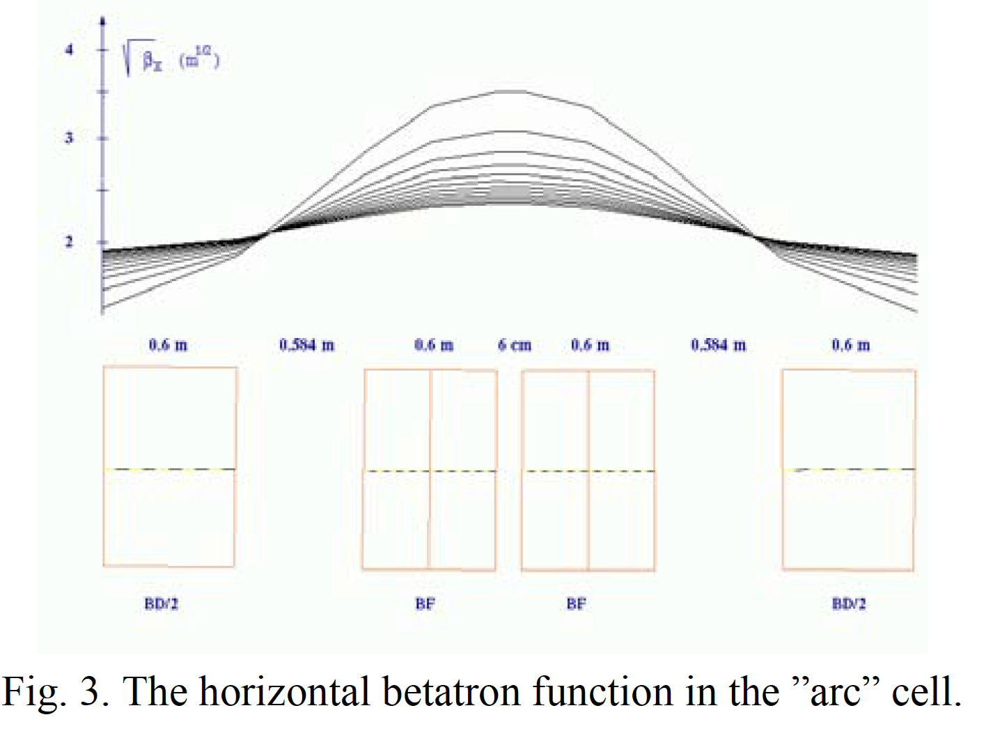 4
√βx (m1/2)
3
2
0.6 m 0.584 m 0.6 m 6 cm 0.6 m 0.584 m 0.6 m
BD/2 BF BF BD/2
Fig. 3. The horizontal betatron function in the ”arc” cell.